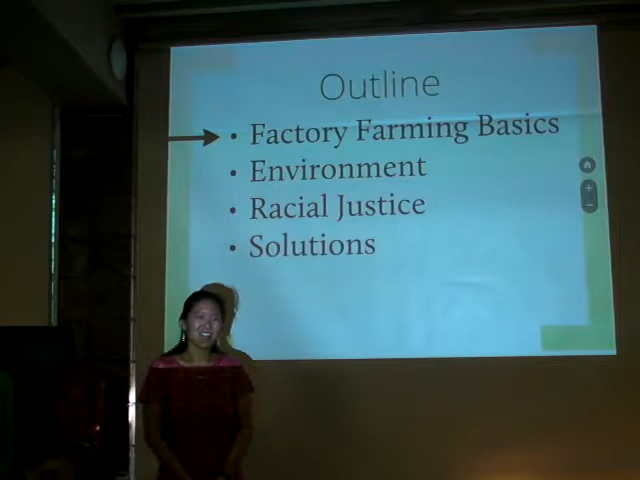 Outline
• Factory Farming Basics
• Environment
• Racial Justice
• Solutions